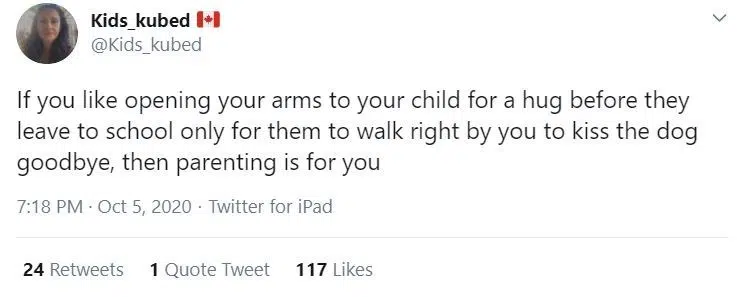 Kids_kubed 🇨🇦
@Kids_kubed
If you like opening your arms to your child for a hug before they
leave to school only for them to walk right by you to kiss the dog
goodbye, then parenting is for you
7:18 PM · Oct 5, 2020 · Twitter for iPad
24 Retweets 1 Quote Tweet 117 Likes